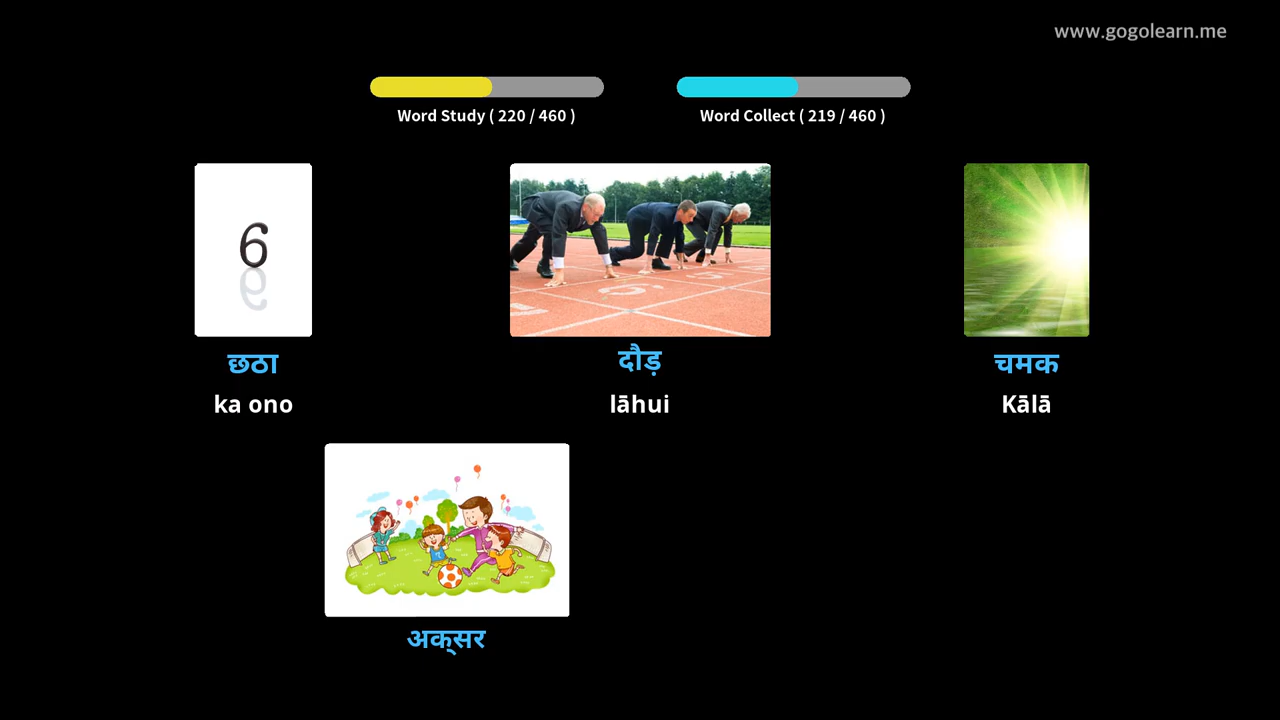 www.gogolearn.me
Word Study ( 220 / 460 )
Word Collect ( 219 / 460 )
6
छठा
ka ono
दौड़
lāhui
चमक
Kālā
अक्‍सर